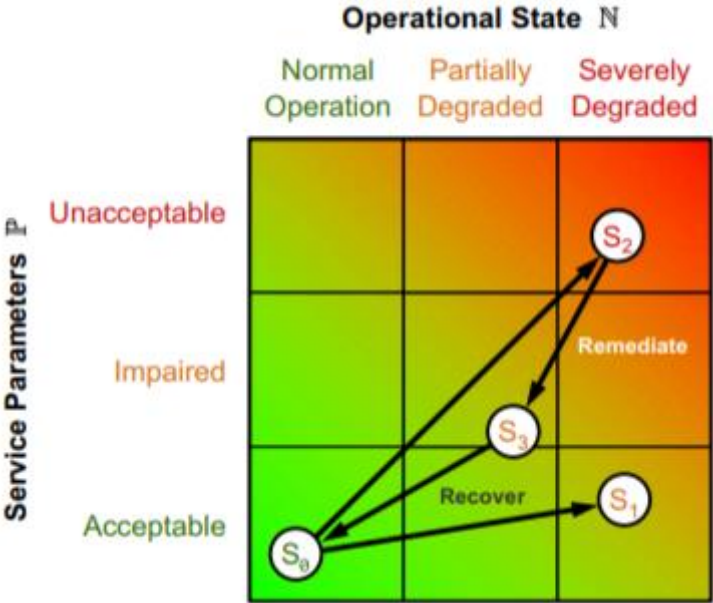 Operational State ℕ
Normal Operation
Partially Degraded
Severely Degraded
Service Parameters ℙ
Unacceptable
S₂
Remediate
Impaired
S₃
Recover
S₁
Acceptable
S₀